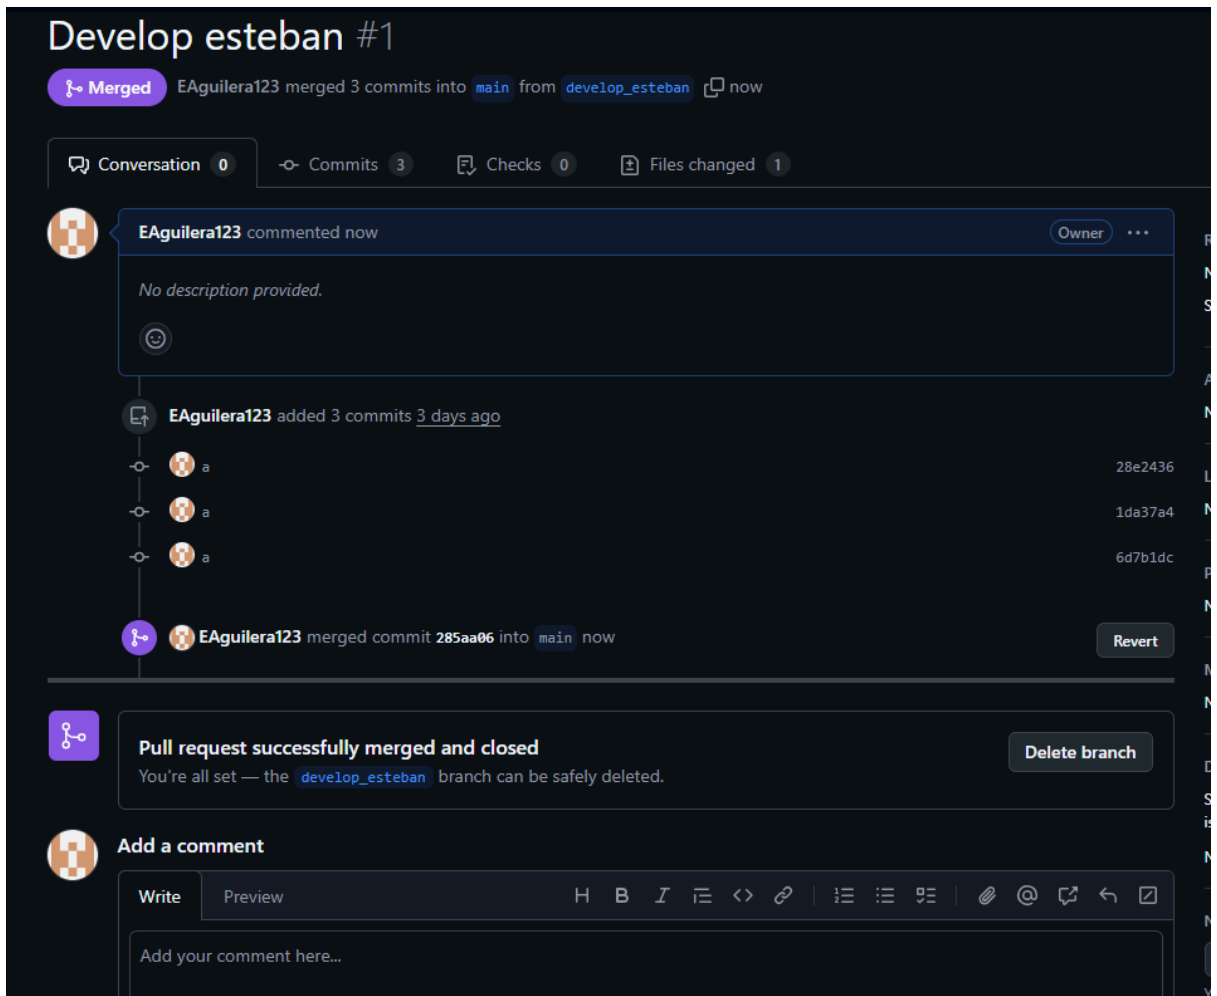 Develop esteban #1
Merged EAguilera123 merged 3 commits into main from develop_esteban now
Conversation 0 Commits 3 Checks 0 Files changed 1
EAguilera123 commented now Owner
No description provided.
EAguilera123 added 3 commits 3 days ago
a 28e2436
a 1da37a4
a 6d7b1dc
EAguilera123 merged commit 285aa06 into main now Revert
Pull request successfully merged and closed
You're all set — the develop_esteban branch can be safely deleted.
Delete branch
Add a comment
Write Preview
Add your comment here...